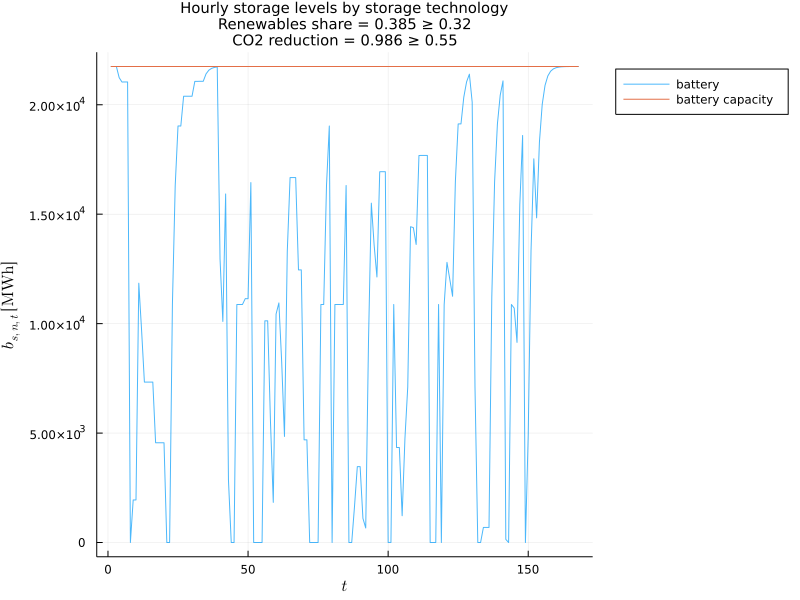 Hourly storage levels by storage technology
Renewables share = 0.385 ≥ 0.32
CO2 reduction = 0.986 ≥ 0.55
battery
battery capacity
2.00×10⁴
1.50×10⁴
1.00×10⁴
5.00×10³
0
b_{s,n,t} [MWh]
0 50 100 150
t